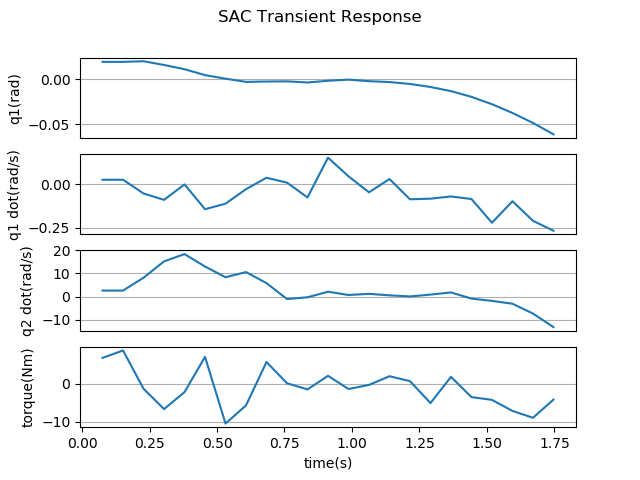 SAC Transient Response
q1(rad)
0.00
−0.05
q1 dot(rad/s)
0.00
−0.25
q2 dot(rad/s)
20
10
0
−10
torque(Nm)
0
−10
0.00 0.25 0.50 0.75 1.00 1.25 1.50 1.75
time(s)